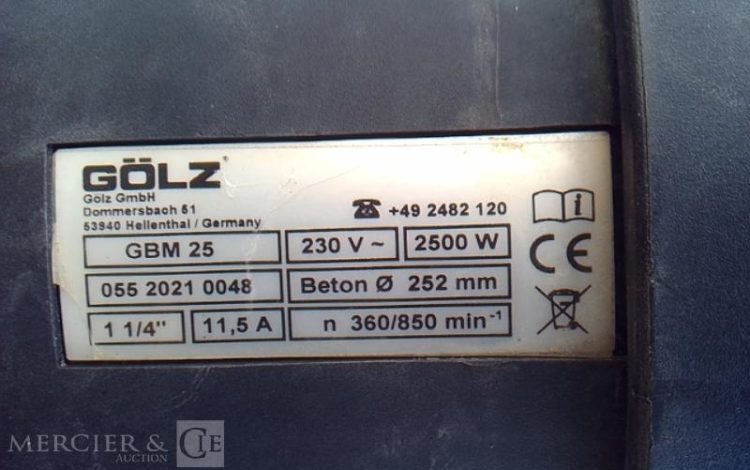 GÖLZ
Gölz GmbH
Dommersbach 51
53940 Hellenthal / Germany
☎ +49 2482 120
GBM 25
230 V ~
2500 W
055 2021 0048
Beton Ø 252 mm
1 1/4"
11,5 A
n 360/850 min⁻¹
i
CE
MERCIER & CIE
AUCTION